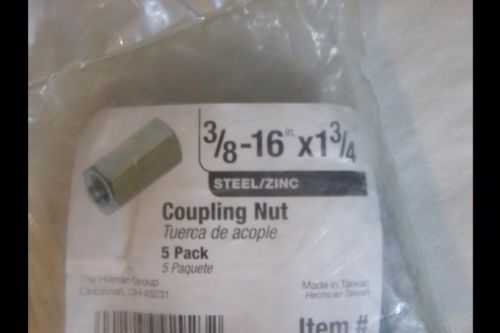 3/8-16 in. x1 3/4
STEEL/ZINC
Coupling Nut
Tuerca de acople
5 Pack
5 Paquete
The Hillman Group
Cincinnati, OH 45231
Made in Taiwan
Hecho en Taiwan
Item #